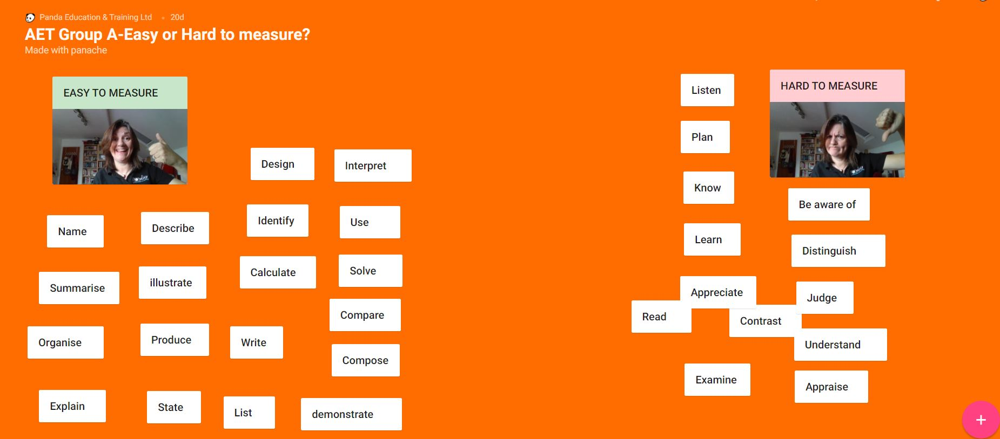 Panda Education & Training Ltd • 20d
AET Group A-Easy or Hard to measure?
Made with panache
EASY TO MEASURE
Design
Interpret
Name
Describe
Identify
Use
Summarise
illustrate
Calculate
Solve
Compare
Organise
Produce
Write
Compose
Explain
State
List
demonstrate
HARD TO MEASURE
Listen
Plan
Know
Be aware of
Learn
Distinguish
Appreciate
Judge
Read
Contrast
Understand
Examine
Appraise
+